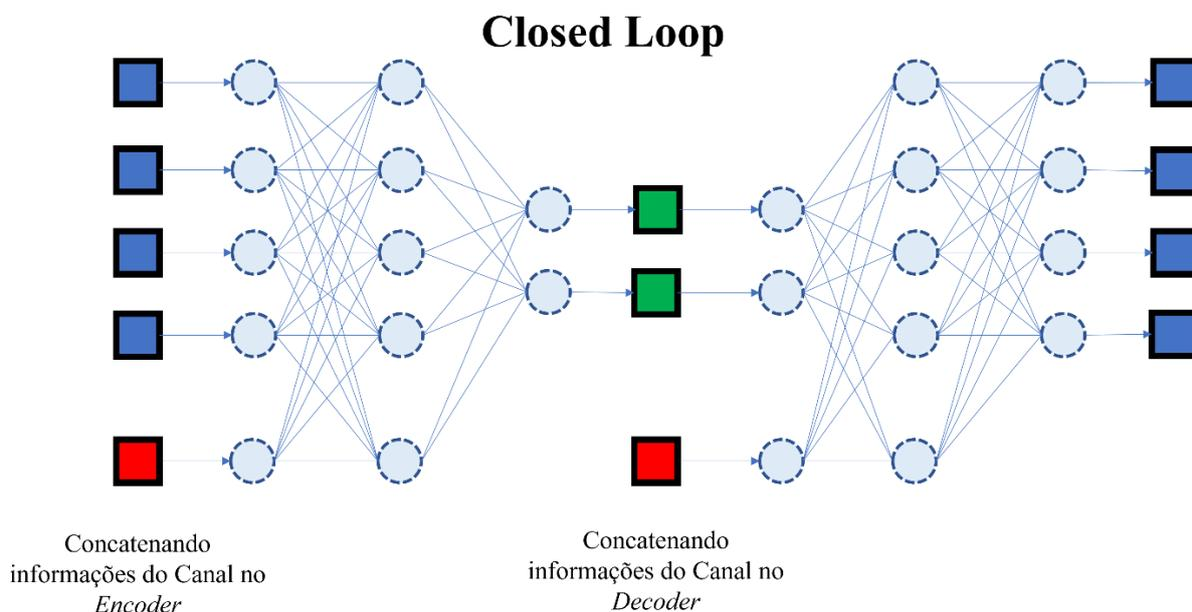 Closed Loop
Concatenando
informações do Canal no
Encoder
Concatenando
informações do Canal no
Decoder